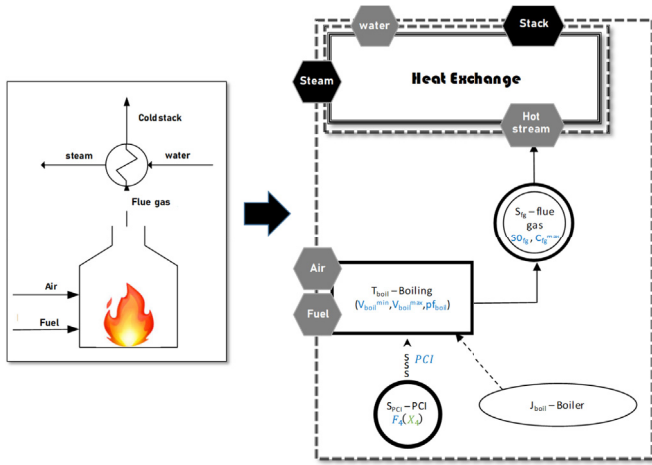 Cold stack
steam
water
Flue gas
Air
Fuel
water
Stack
Steam
Heat Exchange
Hot
stream
S_fg – flue
gas
S0_fg, C_fg^max
Air
Fuel
T_boil – Boiling
(V_boil^min, V_boil^max, pf_boil)
PCI
S_PCI – PCI
F_4(X_4)
J_boil – Boiler